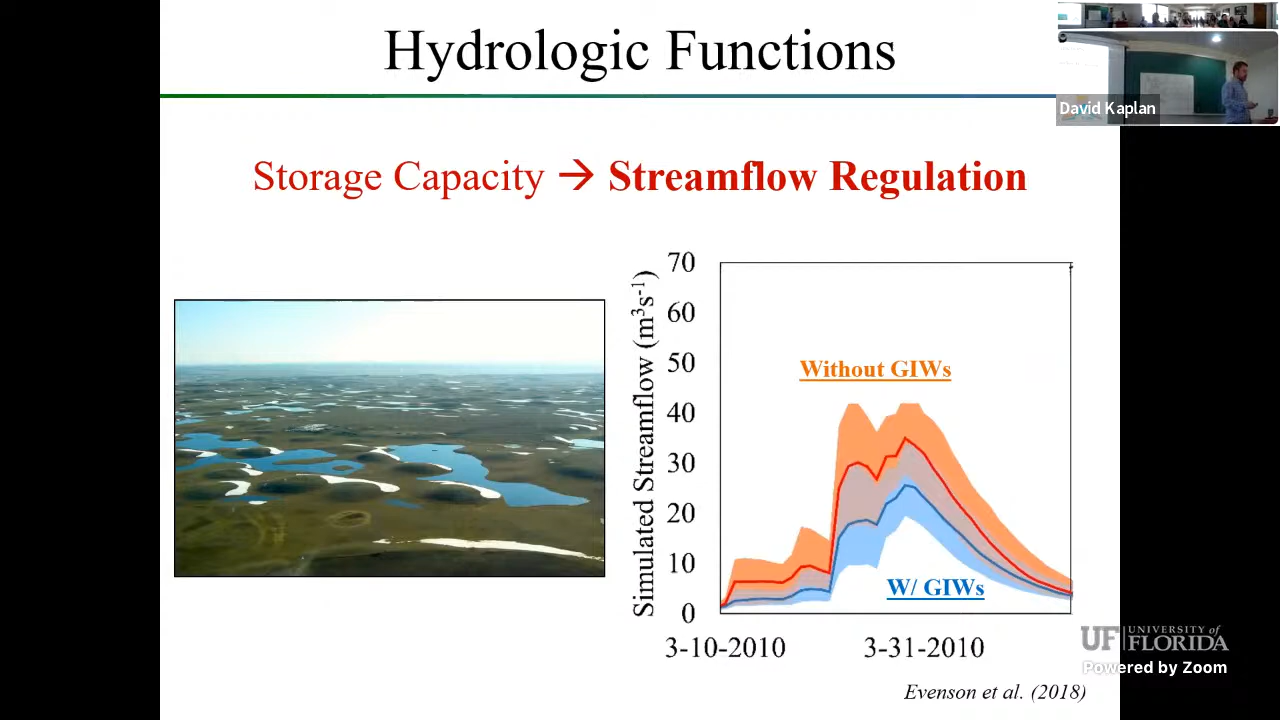 Hydrologic Functions
David Kaplan
Storage Capacity → Streamflow Regulation
Simulated Streamflow (m³s⁻¹)
70
60
50
40
30
20
10
0
Without GIWs
W/ GIWs
3-10-2010
3-31-2010
UF UNIVERSITY of
FLORIDA
Powered by Zoom
Evenson et al. (2018)